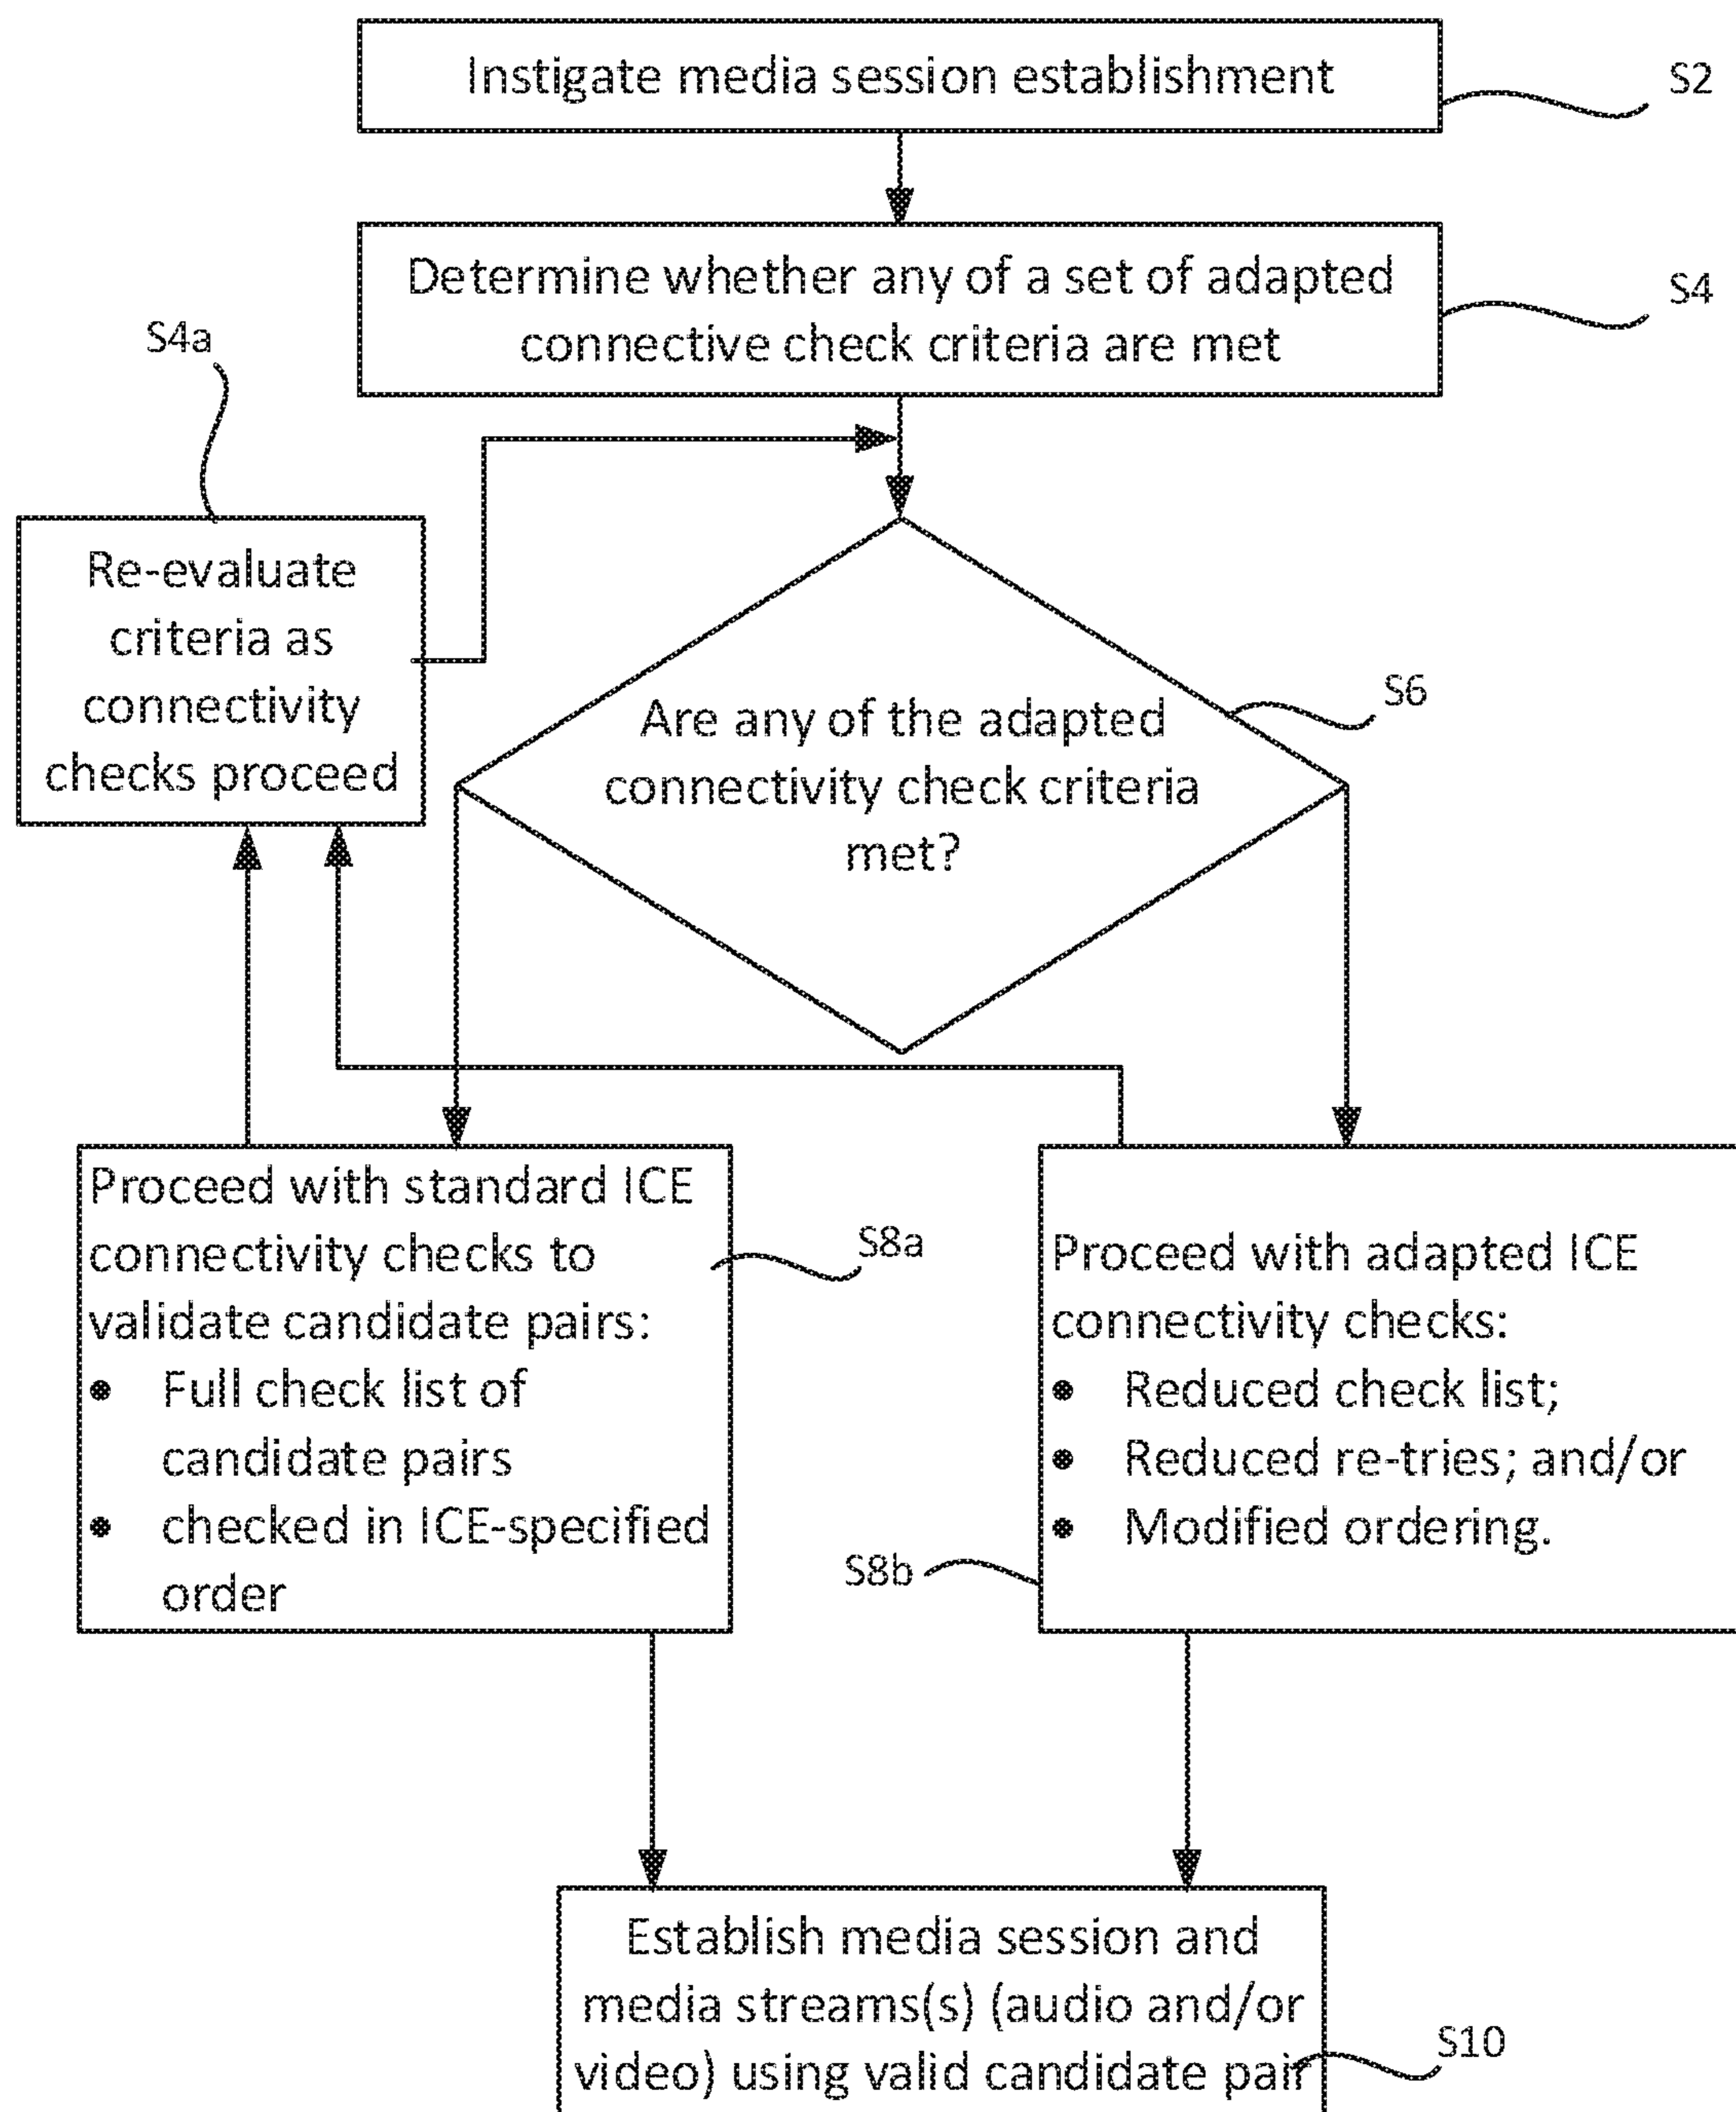 Instigate media session establishment
S2
Determine whether any of a set of adapted
connective check criteria are met
S4
S4a
Re-evaluate
criteria as
connectivity
checks proceed
Are any of the adapted
connectivity check criteria
met?
S6
Proceed with standard ICE
connectivity checks to
validate candidate pairs:
• Full check list of
candidate pairs
• checked in ICE-specified
order
S8a
Proceed with adapted ICE
connectivity checks:
• Reduced check list;
• Reduced re-tries; and/or
• Modified ordering.
S8b
Establish media session and
media streams(s) (audio and/or
video) using valid candidate pair
S10